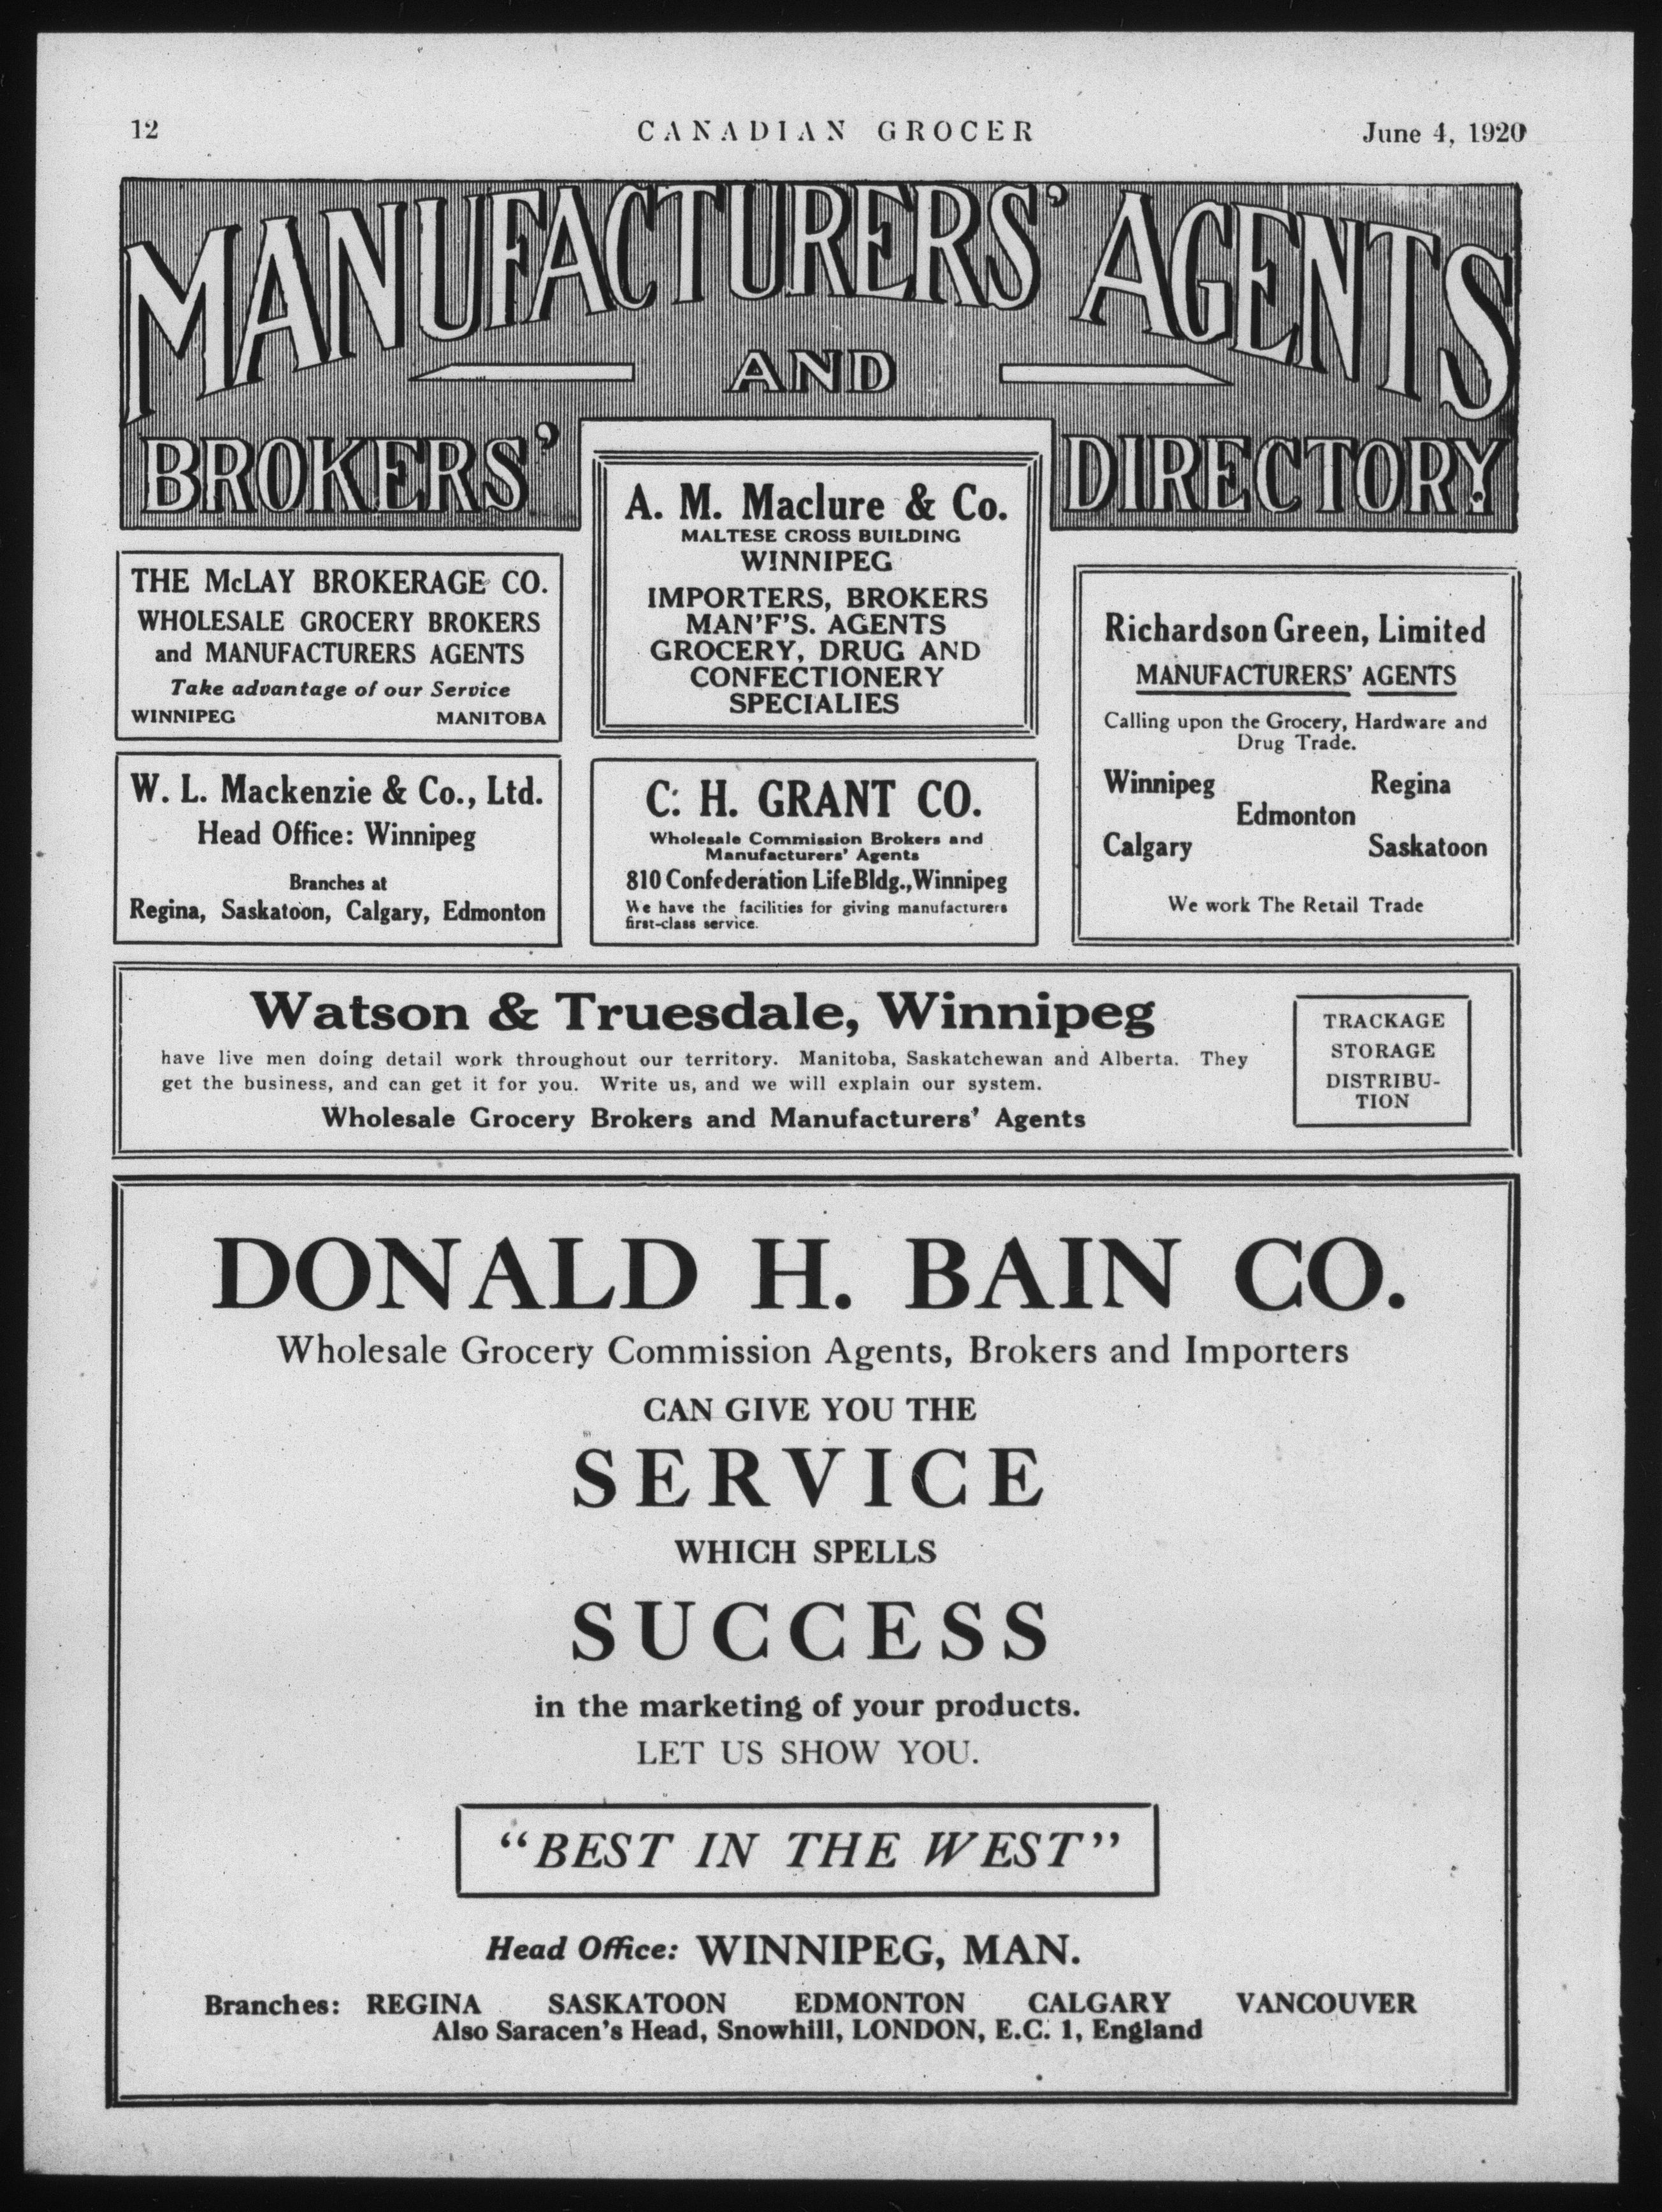 12
CANADIAN GROCER
June 4, 1920
MANUFACTURERS' AGENTS
AND
BROKERS' DIRECTORY
THE McLAY BROKERAGE CO.
WHOLESALE GROCERY BROKERS
and MANUFACTURERS AGENTS
Take advantage of our Service
WINNIPEG MANITOBA
A. M. Maclure & Co.
MALTESE CROSS BUILDING
WINNIPEG
IMPORTERS, BROKERS
MAN'F'S. AGENTS
GROCERY, DRUG AND
CONFECTIONERY
SPECIALIES
Richardson Green, Limited
MANUFACTURERS' AGENTS
Calling upon the Grocery, Hardware and
Drug Trade.
Winnipeg Regina
Edmonton
Calgary Saskatoon
We work The Retail Trade
W. L. Mackenzie & Co., Ltd.
Head Office: Winnipeg
Branches at
Regina, Saskatoon, Calgary, Edmonton
C. H. GRANT CO.
Wholesale Commission Brokers and
Manufacturers' Agents
810 Confederation Life Bldg., Winnipeg
We have the facilities for giving manufacturers
first-class service.
Watson & Truesdale, Winnipeg
have live men doing detail work throughout our territory. Manitoba, Saskatchewan and Alberta. They
get the business, and can get it for you. Write us, and we will explain our system.
Wholesale Grocery Brokers and Manufacturers' Agents
TRACKAGE
STORAGE
DISTRIBU-
TION
DONALD H. BAIN CO.
Wholesale Grocery Commission Agents, Brokers and Importers
CAN GIVE YOU THE
SERVICE
WHICH SPELLS
SUCCESS
in the marketing of your products.
LET US SHOW YOU.
"BEST IN THE WEST"
Head Office: WINNIPEG, MAN.
Branches: REGINA SASKATOON EDMONTON CALGARY VANCOUVER
Also Saracen's Head, Snowhill, LONDON, E.C. 1, England